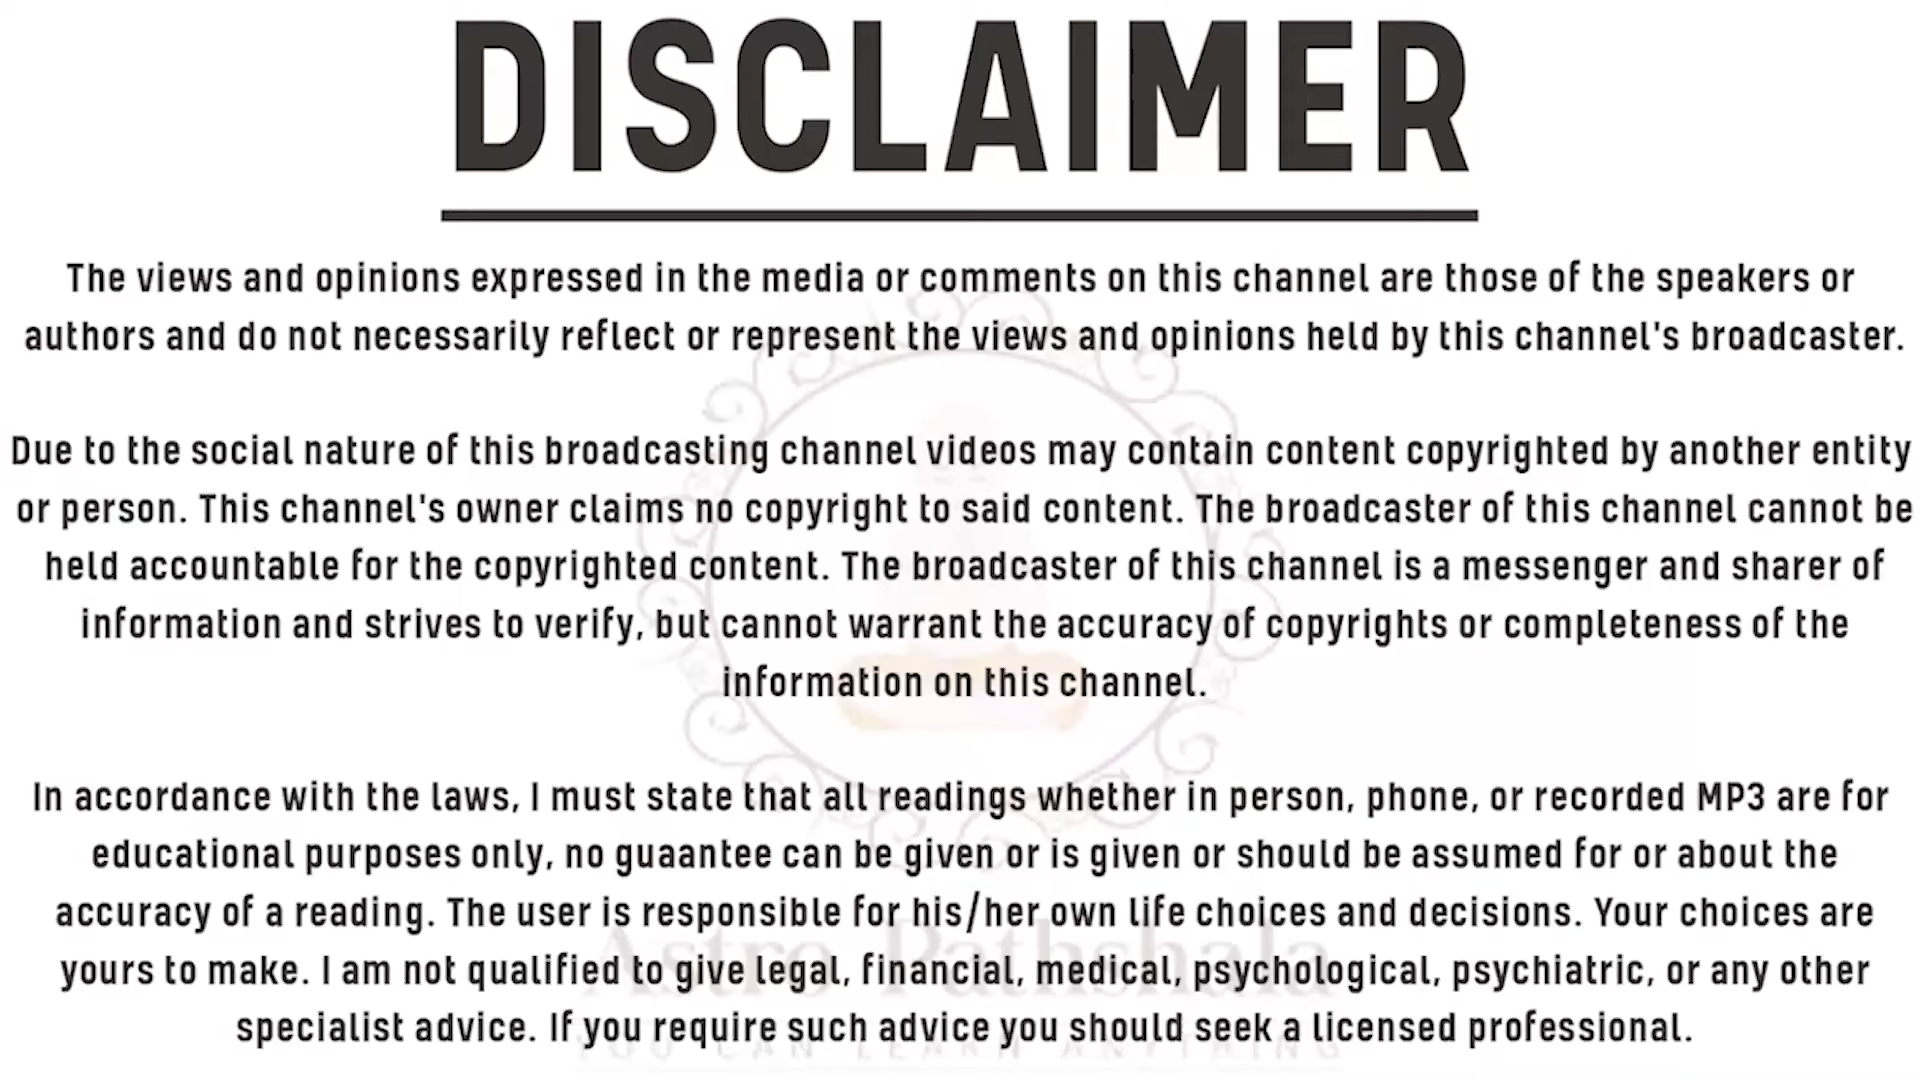 DISCLAIMER
The views and opinions expressed in the media or comments on this channel are those of the speakers or
authors and do not necessarily reflect or represent the views and opinions held by this channel's broadcaster.
Due to the social nature of this broadcasting channel videos may contain content copyrighted by another entity
or person. This channel's owner claims no copyright to said content. The broadcaster of this channel cannot be
held accountable for the copyrighted content. The broadcaster of this channel is a messenger and sharer of
information and strives to verify, but cannot warrant the accuracy of copyrights or completeness of the
information on this channel.
In accordance with the laws, I must state that all readings whether in person, phone, or recorded MP3 are for
educational purposes only, no guaantee can be given or is given or should be assumed for or about the
accuracy of a reading. The user is responsible for his/her own life choices and decisions. Your choices are
yours to make. I am not qualified to give legal, financial, medical, psychological, psychiatric, or any other
specialist advice. If you require such advice you should seek a licensed professional.
Astro Pathshala
YOU CAN LEARN ANYTHING